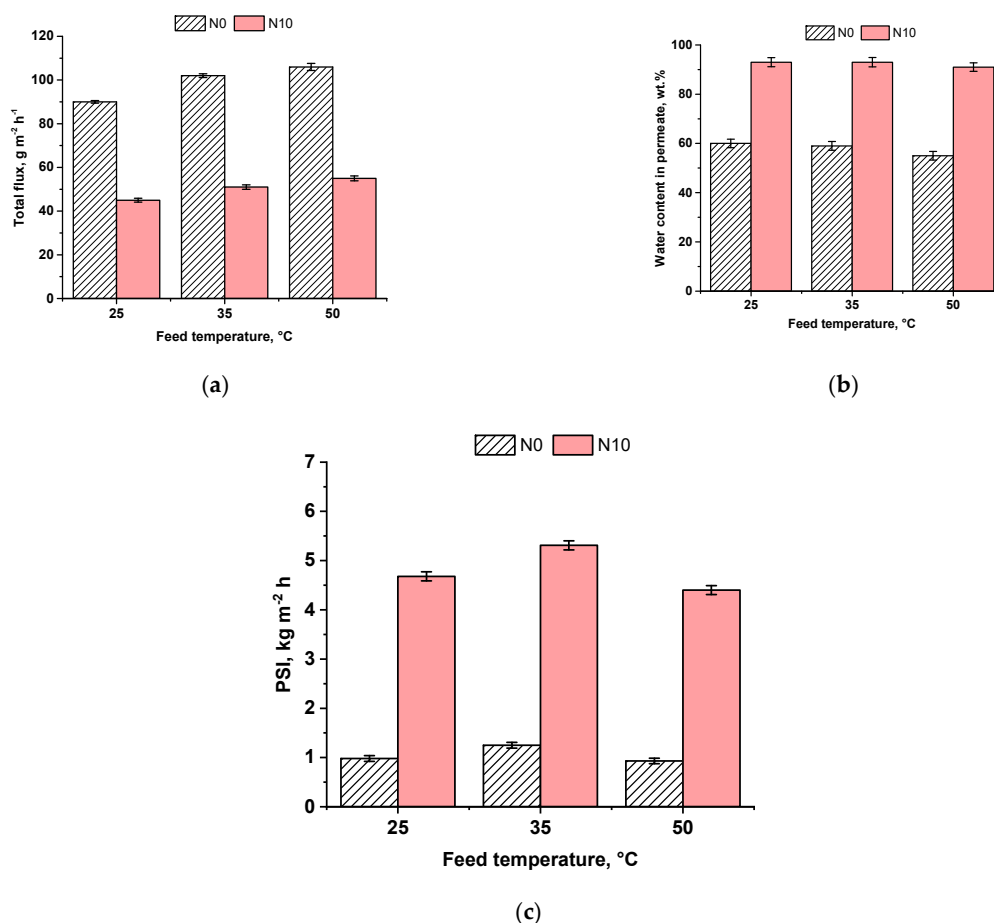 N0 N10
120
100
80
60
40
20
0
Total flux, g m⁻² h⁻¹
25 35 50
Feed temperature, °C
(a)
N0 N10
100
80
60
40
20
0
Water content in permeate, wt.%
25 35 50
Feed temperature, °C
(b)
N0 N10
7
6
5
4
3
2
1
0
PSI, kg m⁻² h
25 35 50
Feed temperature, °C
(c)